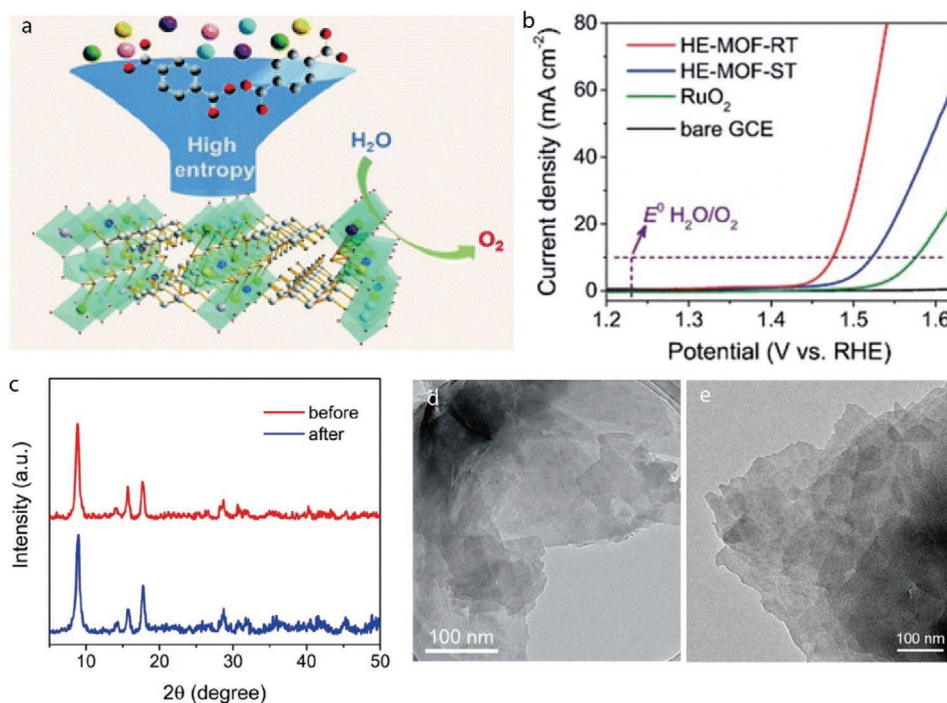 a
High
entropy
H₂O
O₂
b
Current density (mA cm⁻²)
80
60
40
20
0
HE-MOF-RT
HE-MOF-ST
RuO₂
bare GCE
E⁰ H₂O/O₂
1.2 1.3 1.4 1.5 1.6
Potential (V vs. RHE)
c
Intensity (a.u.)
before
after
10 20 30 40 50
2θ (degree)
d
100 nm
e
100 nm